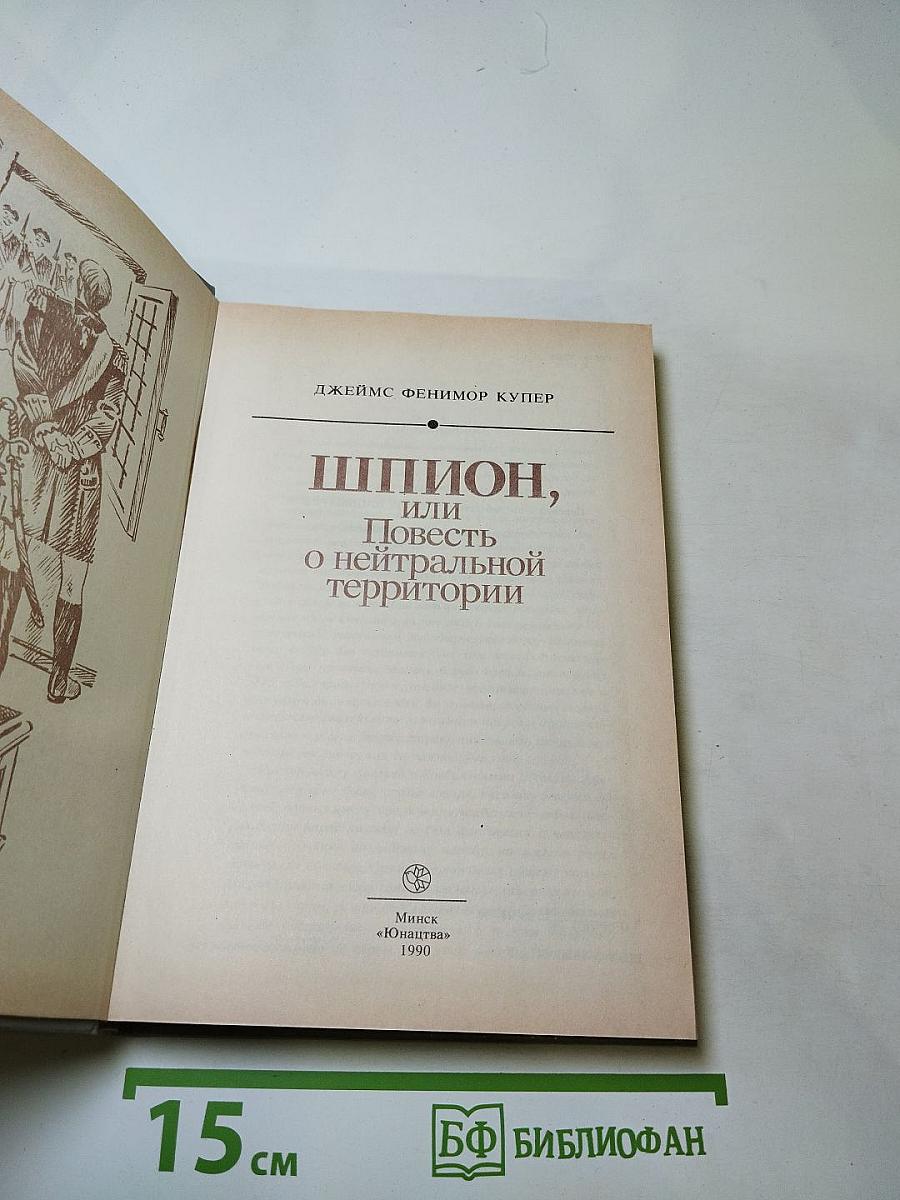 ДЖЕЙМС ФЕНИМОР КУПЕР
ШПИОН,
или
Повесть
о нейтральной
территории
Минск
«Юнацтва»
1990
15 см
БФ БИБЛИОФАН